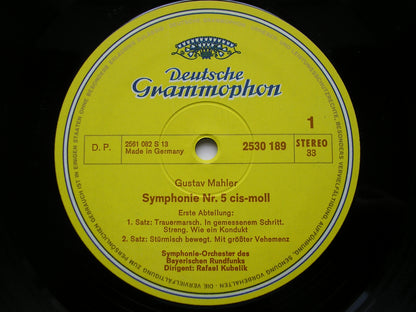 Deutsche
Grammophon
D. P.
2561 062 S 13
Made in Germany
2530 189
1
STEREO
33
Gustav Mahler
Symphonie Nr. 5 cis-moll
Erste Abteilung:
1. Satz: Trauermarsch. In gemessenem Schritt.
Streng. Wie ein Kondukt
2. Satz: Stürmisch bewegt. Mit größter Vehemenz
Symphonie-Orchester des
Bayerischen Rundfunks
Dirigent: Rafael Kubelik